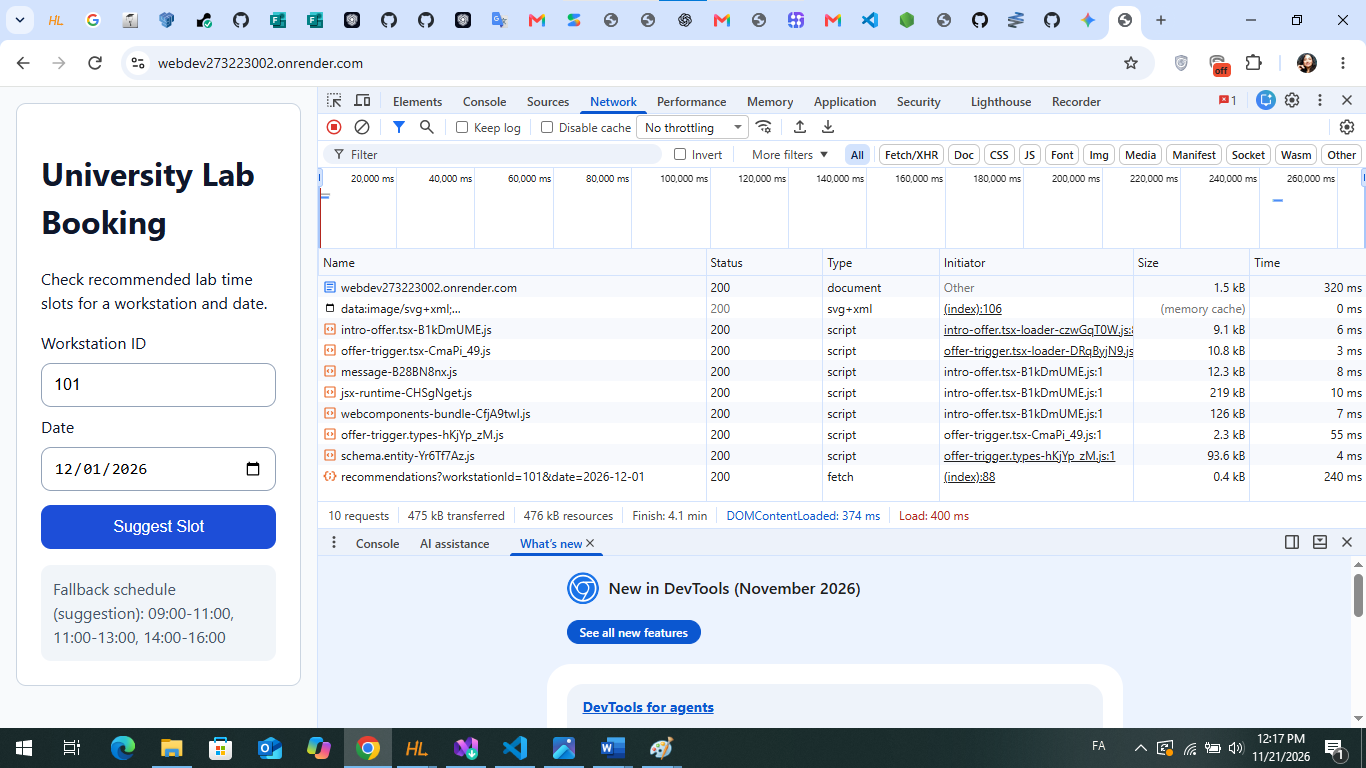 HL
webdev273223002.onrender.com
off
University Lab
Booking
Check recommended lab time
slots for a workstation and date.
Workstation ID
101
Date
12/01/2026
Suggest Slot
Fallback schedule
(suggestion): 09:00-11:00,
11:00-13:00, 14:00-16:00
Elements Console Sources Network Performance Memory Application Security Lighthouse Recorder 1
Keep log Disable cache No throttling
Filter Invert More filters All Fetch/XHR Doc CSS JS Font Img Media Manifest Socket Wasm Other
20,000 ms 40,000 ms 60,000 ms 80,000 ms 100,000 ms 120,000 ms 140,000 ms 160,000 ms 180,000 ms 200,000 ms 220,000 ms 240,000 ms 260,000 ms
Name Status Type Initiator Size Time
webdev273223002.onrender.com 200 document Other 1.5 kB 320 ms
data:image/svg+xml;... 200 svg+xml (index):106 (memory cache) 0 ms
intro-offer.tsx-B1kDmUME.js 200 script intro-offer.tsx-loader-czwGqT0W.js: 9.1 kB 6 ms
offer-trigger.tsx-CmaPi_49.js 200 script offer-trigger.tsx-loader-DRqByjN9.js 10.8 kB 3 ms
message-B28BN8nx.js 200 script intro-offer.tsx-B1kDmUME.js:1 12.3 kB 8 ms
jsx-runtime-CHSgNget.js 200 script intro-offer.tsx-B1kDmUME.js:1 219 kB 10 ms
webcomponents-bundle-CfjA9twI.js 200 script intro-offer.tsx-B1kDmUME.js:1 126 kB 7 ms
offer-trigger.types-hKjYp_zM.js 200 script offer-trigger.tsx-CmaPi_49.js:1 2.3 kB 55 ms
schema.entity-Yr6Tf7Az.js 200 script offer-trigger.types-hKjYp_zM.js:1 93.6 kB 4 ms
recommendations?workstationId=101&date=2026-12-01 200 fetch (index):88 0.4 kB 240 ms
10 requests 475 kB transferred 476 kB resources Finish: 4.1 min DOMContentLoaded: 374 ms Load: 400 ms
Console AI assistance What's new
New in DevTools (November 2026)
See all new features
DevTools for agents
HL
FA
12:17 PM
11/21/2026
1